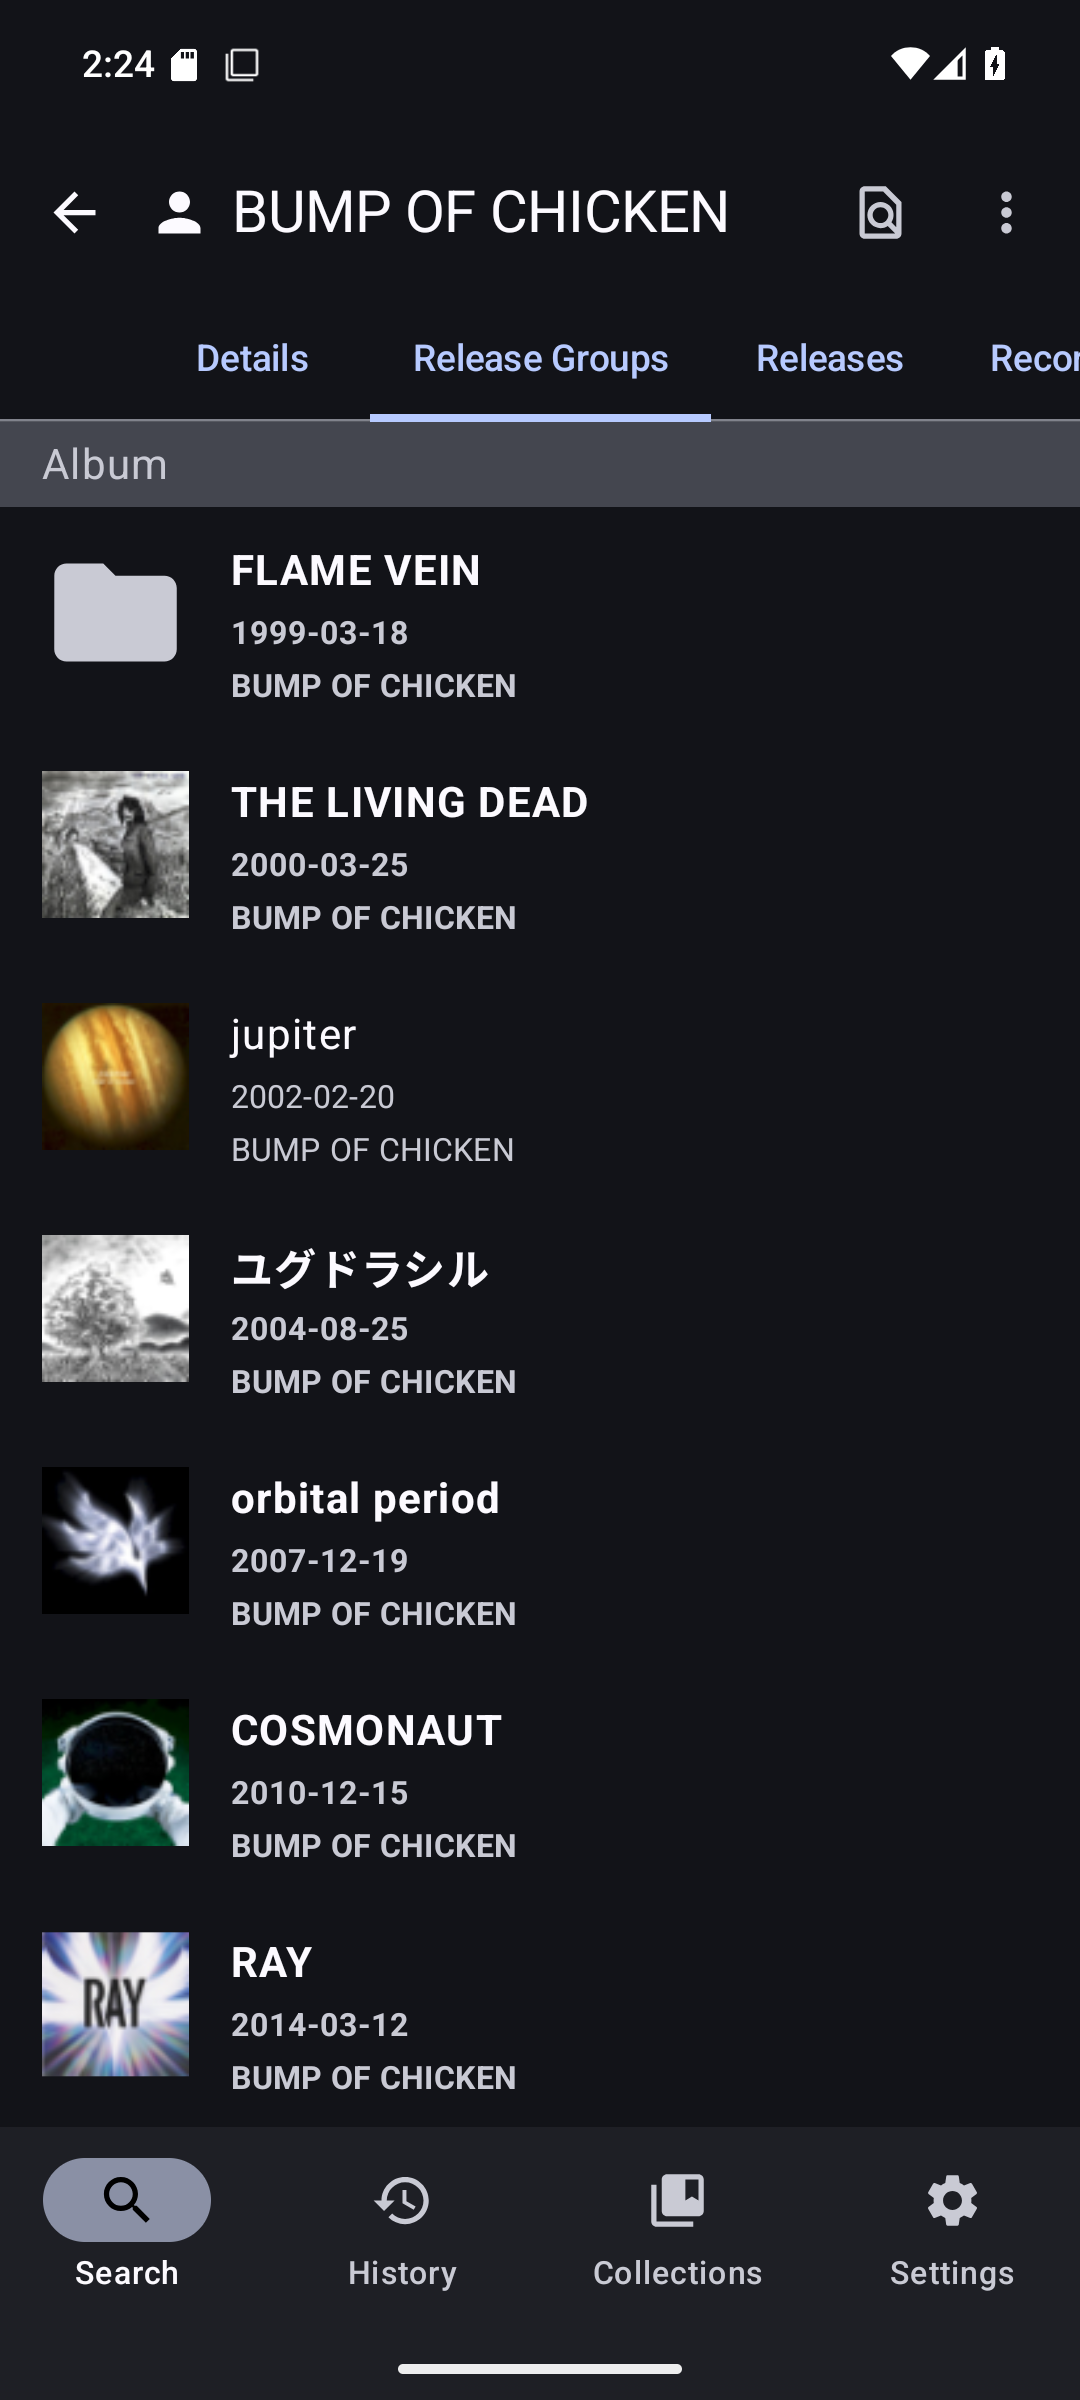 2:24
BUMP OF CHICKEN
Details Release Groups Releases Recor
Album
FLAME VEIN
1999-03-18
BUMP OF CHICKEN
THE LIVING DEAD
2000-03-25
BUMP OF CHICKEN
jupiter
2002-02-20
BUMP OF CHICKEN
ユグドラシル
2004-08-25
BUMP OF CHICKEN
orbital period
2007-12-19
BUMP OF CHICKEN
COSMONAUT
2010-12-15
BUMP OF CHICKEN
RAY
RAY
2014-03-12
BUMP OF CHICKEN
Search History Collections Settings